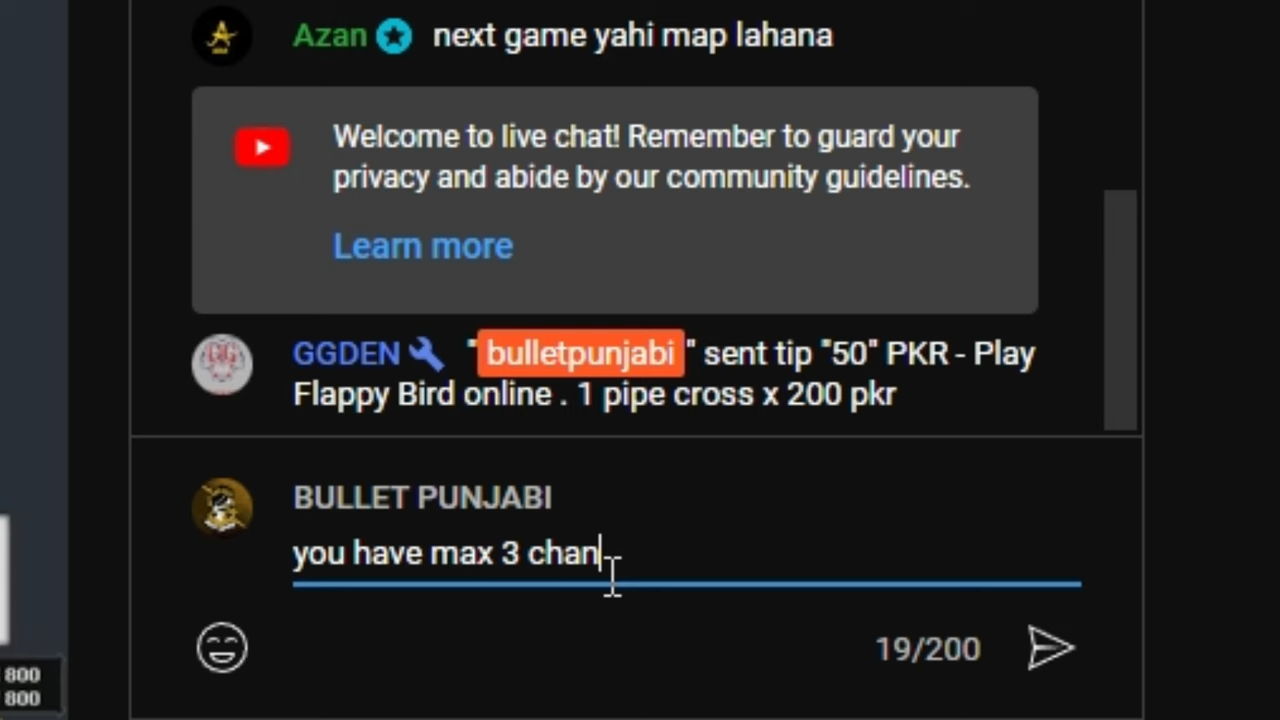 Azan next game yahi map lahana
Welcome to live chat! Remember to guard your
privacy and abide by our community guidelines.
Learn more
GGDEN "bulletpunjabi" sent tip "50" PKR - Play
Flappy Bird online . 1 pipe cross x 200 pkr
BULLET PUNJABI
you have max 3 chan
19/200
800
800